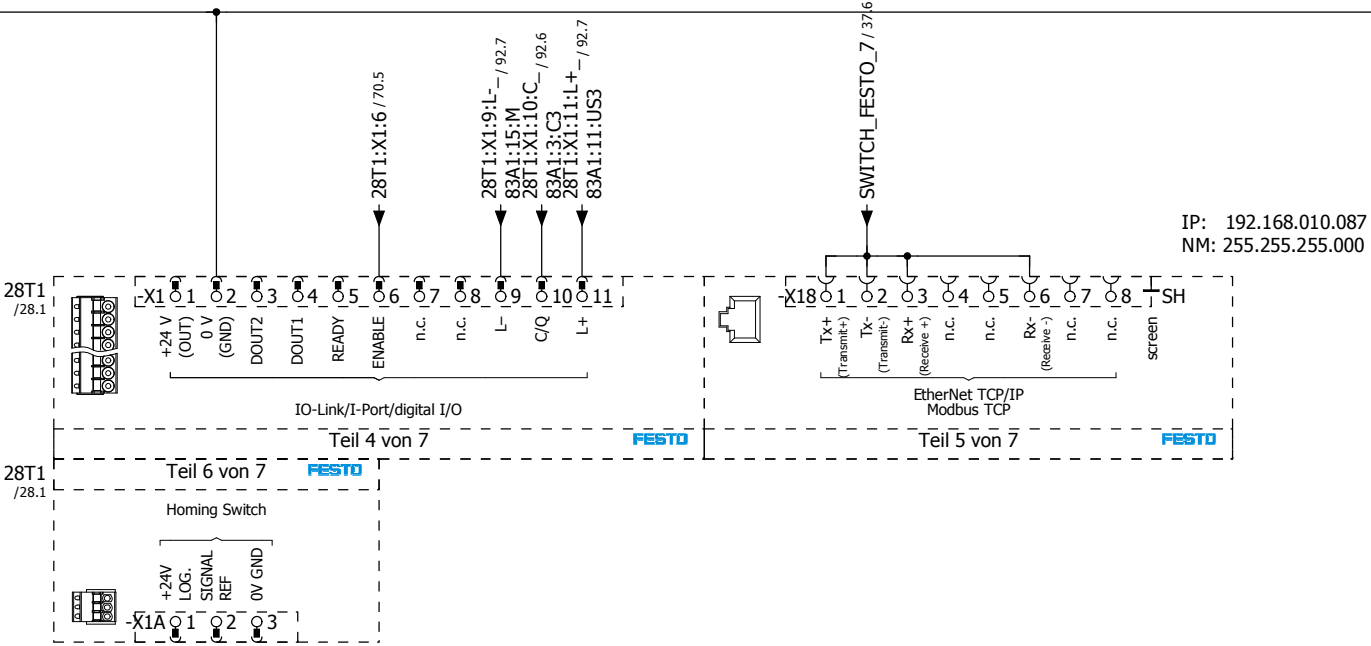 28T1:X1:6 / 70.5
28T1:X1:9:L-_ / 92.7
83A1:15:M
28T1:X1:10:C_ / 92.6
83A1:3:C3
28T1:X1:11:L+_ / 92.7
83A1:11:US3
SWITCH_FESTO_7 / 37.6
IP: 192.168.010.087
NM: 255.255.255.000
28T1
/28.1
-X1 1 2 3 4 5 6 7 8 9 10 11
+24 V
(OUT)
0 V
(GND)
DOUT2
DOUT1
READY
ENABLE
n.c.
n.c.
L-
C/Q
L+
IO-Link/I-Port/digital I/O
Teil 4 von 7 FESTO
-X18 1 2 3 4 5 6 7 8 SH
Tx+
(Transmit+)
Tx-
(Transmit-)
Rx+
(Receive +)
n.c.
n.c.
Rx-
(Receive -)
n.c.
n.c.
screen
EtherNet TCP/IP
Modbus TCP
Teil 5 von 7 FESTO
28T1
/28.1
Teil 6 von 7 FESTO
Homing Switch
+24V
LOG.
SIGNAL
REF
0V GND
-X1A 1 2 3